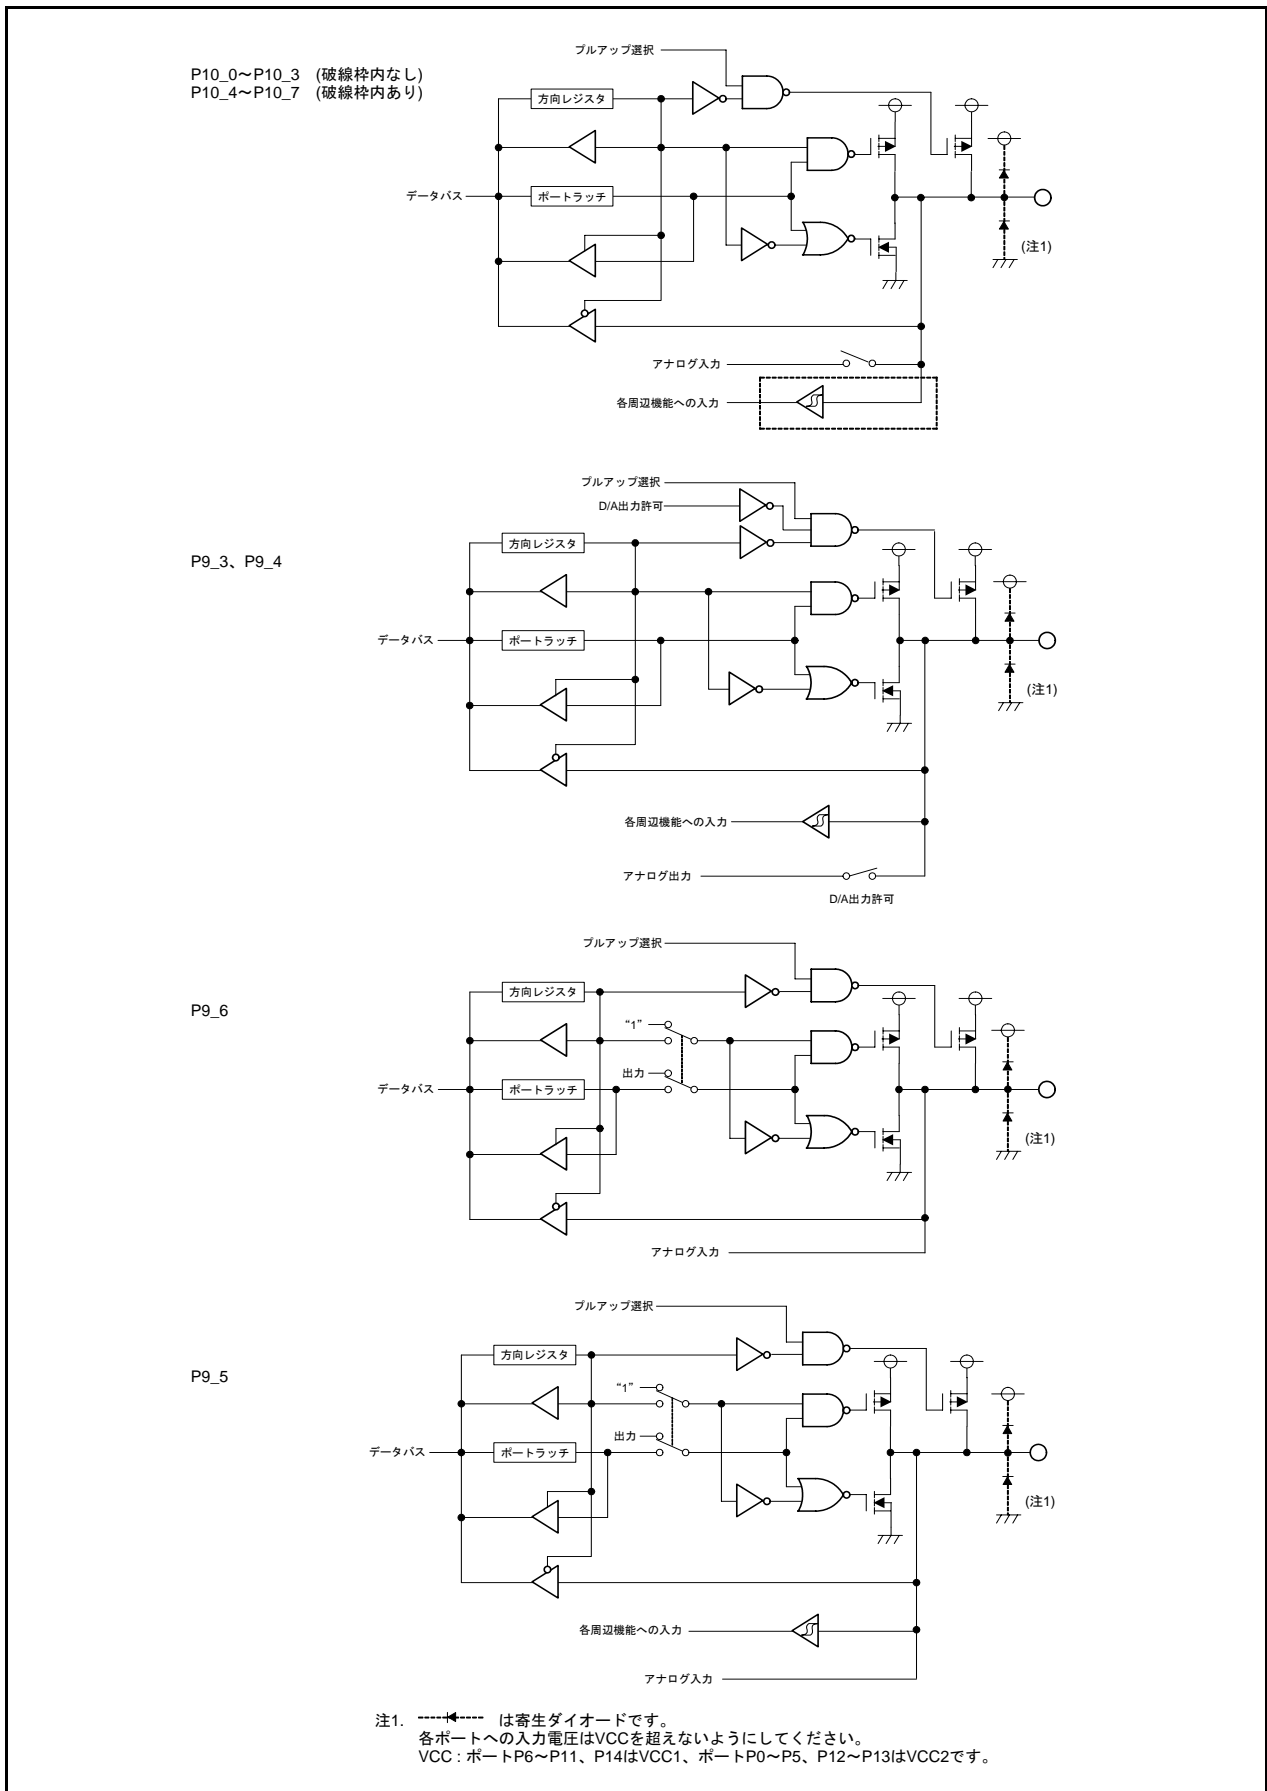 プルアップ選択
P10_0～P10_3 (破線枠内なし)
P10_4～P10_7 (破線枠内あり)
方向レジスタ
データバス
ポートラッチ
(注1)
アナログ入力
各周辺機能への入力
プルアップ選択
D/A出力許可
方向レジスタ
P9_3、P9_4
データバス
ポートラッチ
(注1)
各周辺機能への入力
アナログ出力
D/A出力許可
プルアップ選択
方向レジスタ
P9_6
“1”
出力
データバス
ポートラッチ
(注1)
アナログ入力
プルアップ選択
方向レジスタ
P9_5
“1”
出力
データバス
ポートラッチ
(注1)
各周辺機能への入力
アナログ入力
注1. は寄生ダイオードです。
各ポートへの入力電圧はVCCを超えないようにしてください。
VCC : ポートP6～P11、P14はVCC1、ポートP0～P5、P12～P13はVCC2です。